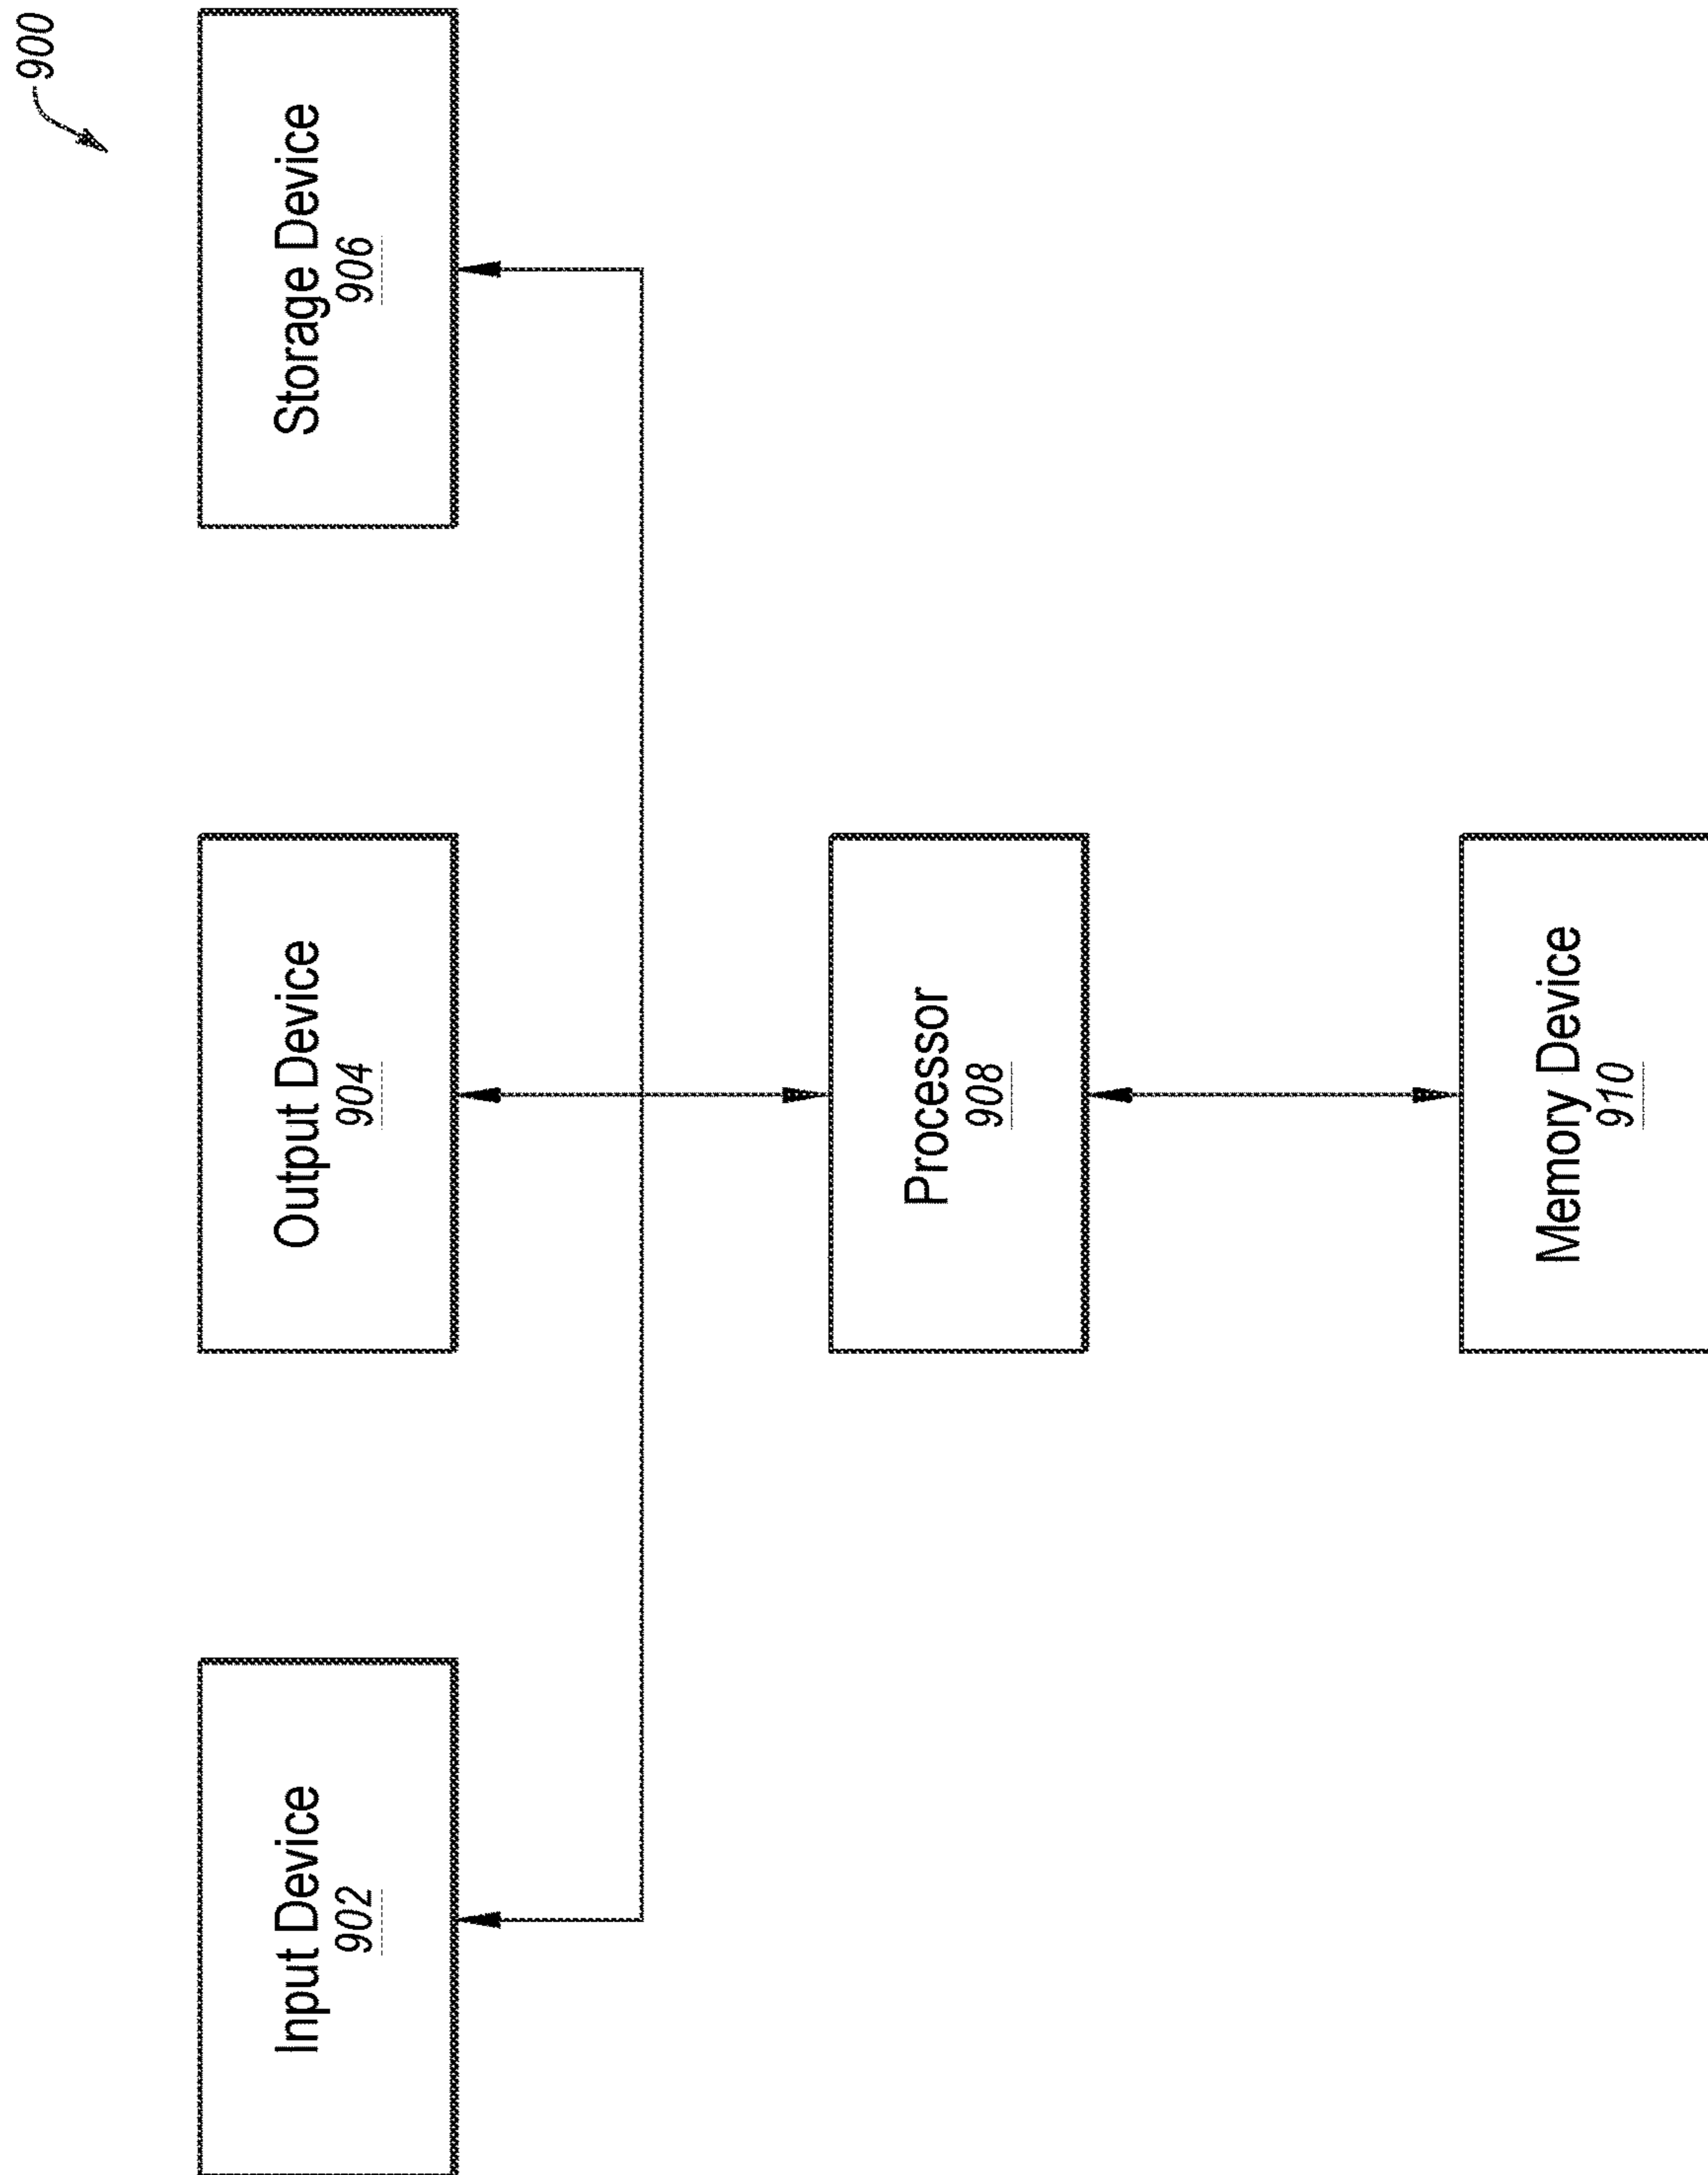 900
Input Device
902
Output Device
904
Storage Device
906
Processor
908
Memory Device
910